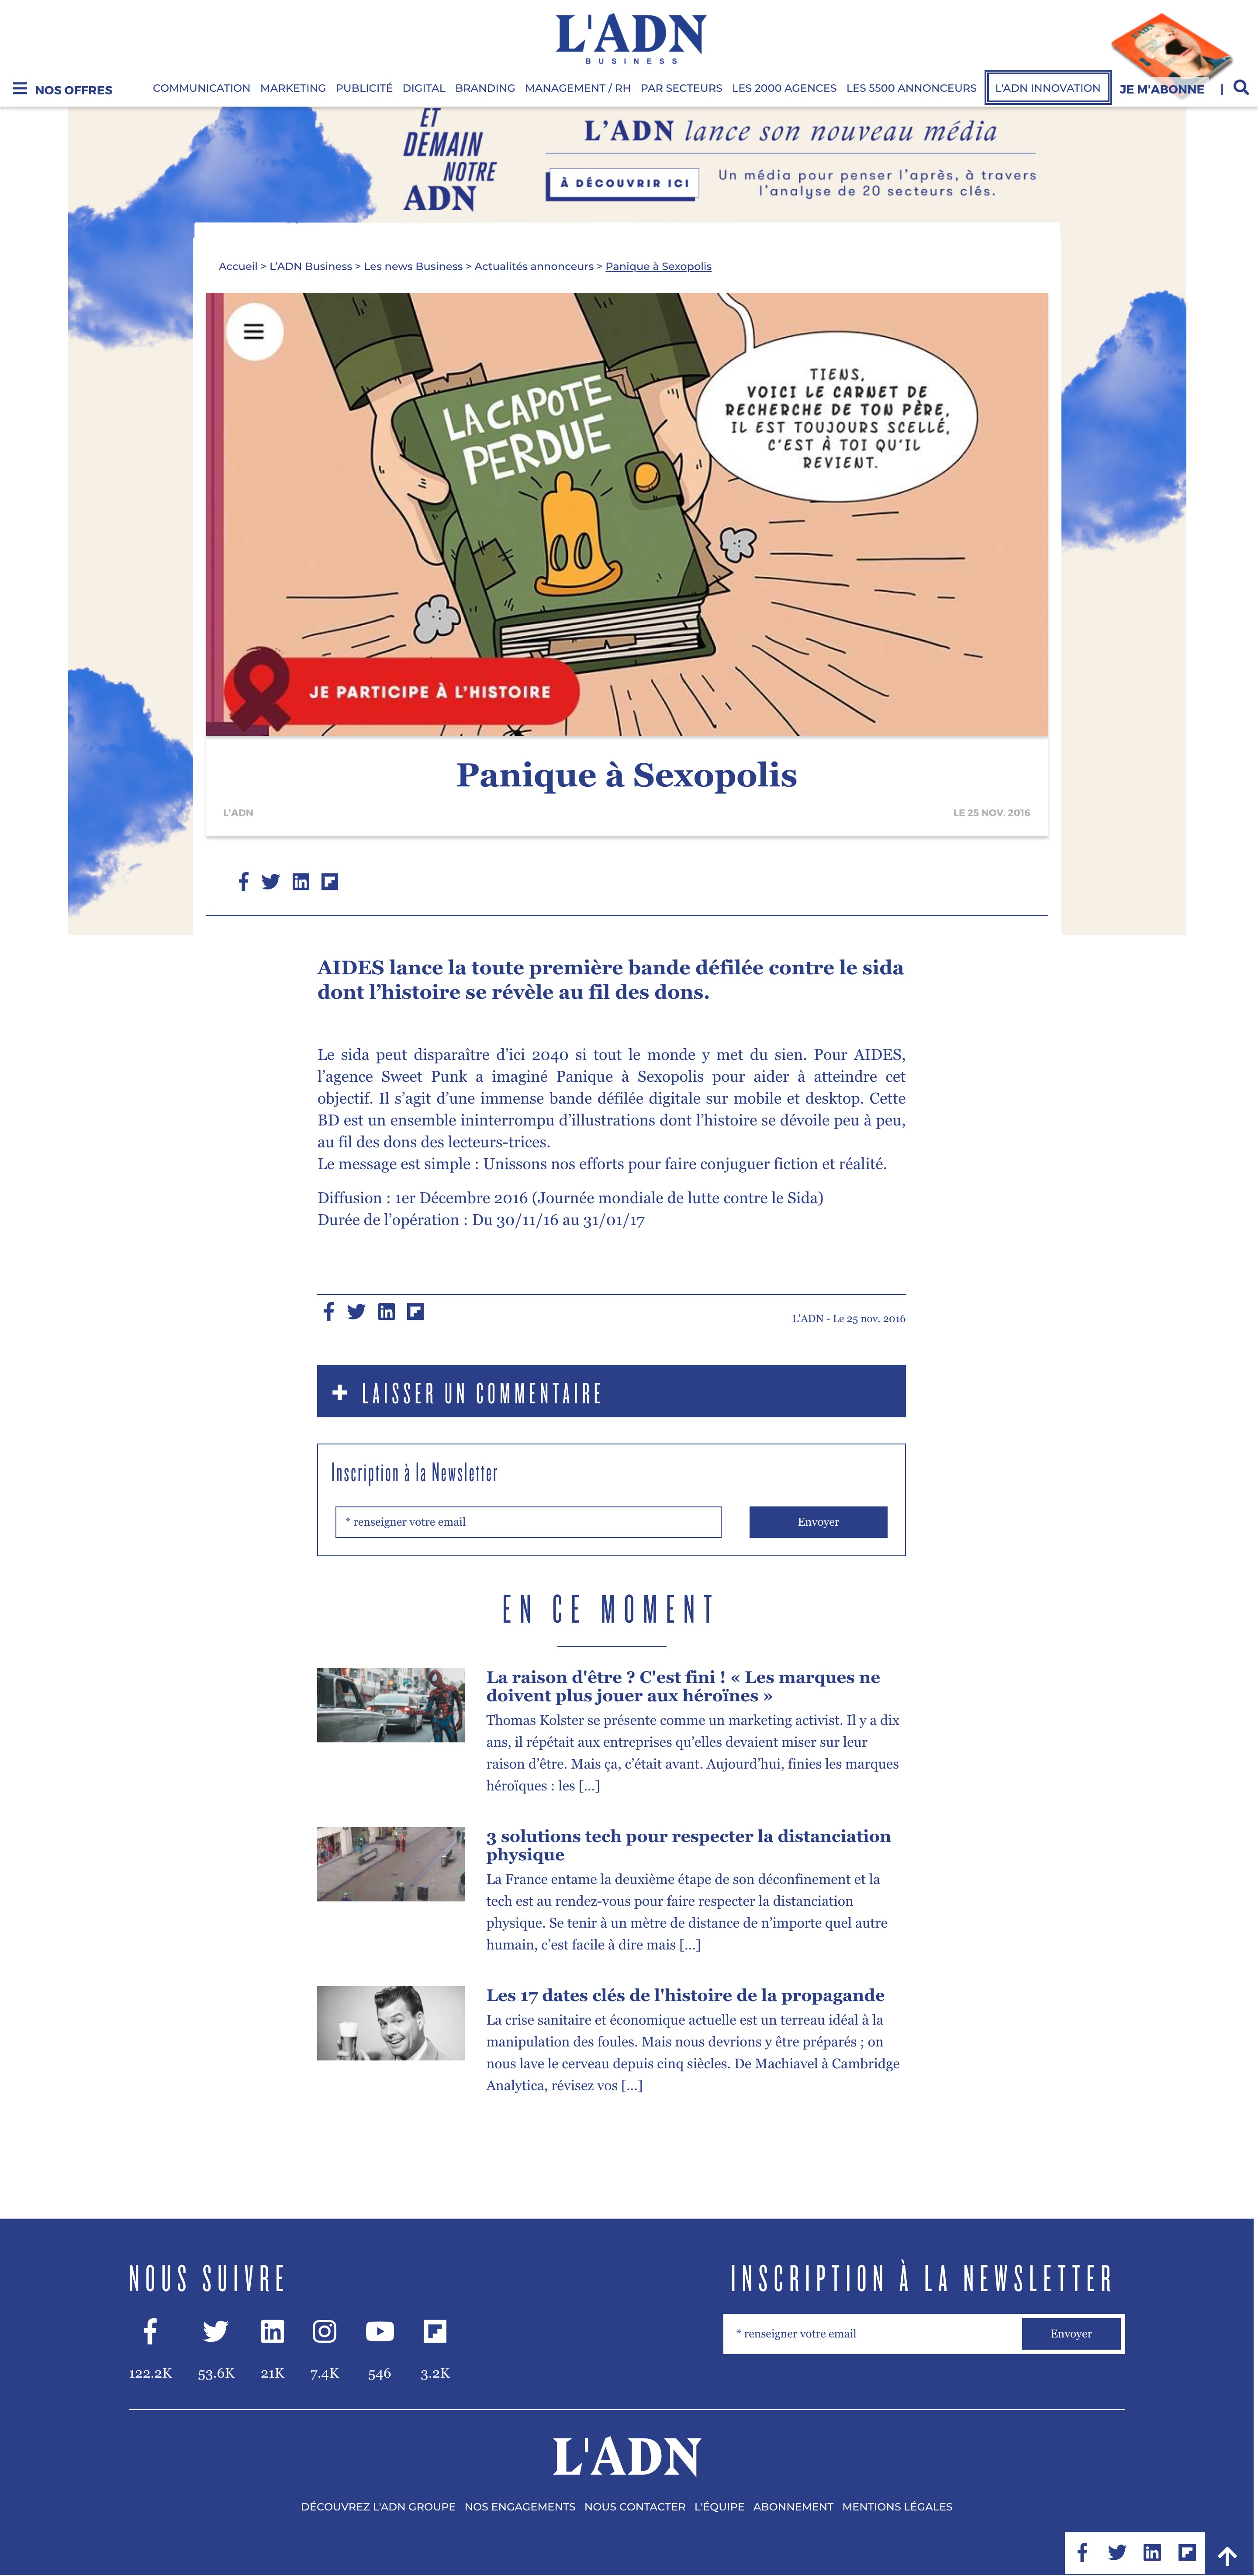 L'ADN
BUSINESS
NOS OFFRES
COMMUNICATION MARKETING PUBLICITÉ DIGITAL BRANDING MANAGEMENT / RH PAR SECTEURS LES 2000 AGENCES LES 5500 ANNONCEURS L'ADN INNOVATION JE M'ABONNE |
ET
DEMAIN
NOTRE
ADN
L'ADN lance son nouveau média
À DÉCOUVRIR ICI
Un média pour penser l'après, à travers
l'analyse de 20 secteurs clés.
Accueil > L'ADN Business > Les news Business > Actualités annonceurs > Panique à Sexopolis
LA CAPOTE
PERDUE
TIENS,
VOICI LE CARNET DE
RECHERCHE DE TON PÈRE,
IL EST TOUJOURS SCELLÉ,
C'EST À TOI QU'IL
REVIENT.
JE PARTICIPE À L'HISTOIRE
Panique à Sexopolis
L'ADN
LE 25 NOV. 2016
AIDES lance la toute première bande défilée contre le sida
dont l'histoire se révèle au fil des dons.
Le sida peut disparaître d'ici 2040 si tout le monde y met du sien. Pour AIDES,
l'agence Sweet Punk a imaginé Panique à Sexopolis pour aider à atteindre cet
objectif. Il s'agit d'une immense bande défilée digitale sur mobile et desktop. Cette
BD est un ensemble ininterrompu d'illustrations dont l'histoire se dévoile peu à peu,
au fil des dons des lecteurs-trices.
Le message est simple : Unissons nos efforts pour faire conjuguer fiction et réalité.
Diffusion : 1er Décembre 2016 (Journée mondiale de lutte contre le Sida)
Durée de l'opération : Du 30/11/16 au 31/01/17
L'ADN - Le 25 nov. 2016
+ LAISSER UN COMMENTAIRE
Inscription à la Newsletter
* renseigner votre email
Envoyer
EN CE MOMENT
La raison d'être ? C'est fini ! « Les marques ne
doivent plus jouer aux héroïnes »
Thomas Kolster se présente comme un marketing activist. Il y a dix
ans, il répétait aux entreprises qu'elles devaient miser sur leur
raison d'être. Mais ça, c'était avant. Aujourd'hui, finies les marques
héroïques : les [...]
3 solutions tech pour respecter la distanciation
physique
La France entame la deuxième étape de son déconfinement et la
tech est au rendez-vous pour faire respecter la distanciation
physique. Se tenir à un mètre de distance de n'importe quel autre
humain, c'est facile à dire mais [...]
Les 17 dates clés de l'histoire de la propagande
La crise sanitaire et économique actuelle est un terreau idéal à la
manipulation des foules. Mais nous devrions y être préparés ; on
nous lave le cerveau depuis cinq siècles. De Machiavel à Cambridge
Analytica, révisez vos [...]
NOUS SUIVRE
122.2K 53.6K 21K 7.4K 546 3.2K
INSCRIPTION À LA NEWSLETTER
* renseigner votre email
Envoyer
L'ADN
DÉCOUVREZ L'ADN GROUPE NOS ENGAGEMENTS NOUS CONTACTER L'ÉQUIPE ABONNEMENT MENTIONS LÉGALES